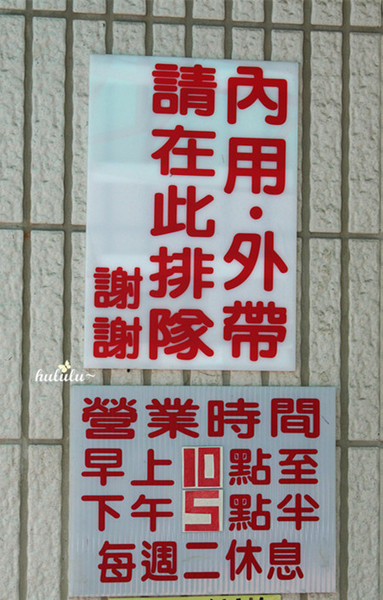 內用·外帶
請在此排隊
謝謝
營業時間
早上10點至
下午5點半
每週二休息
hululu~